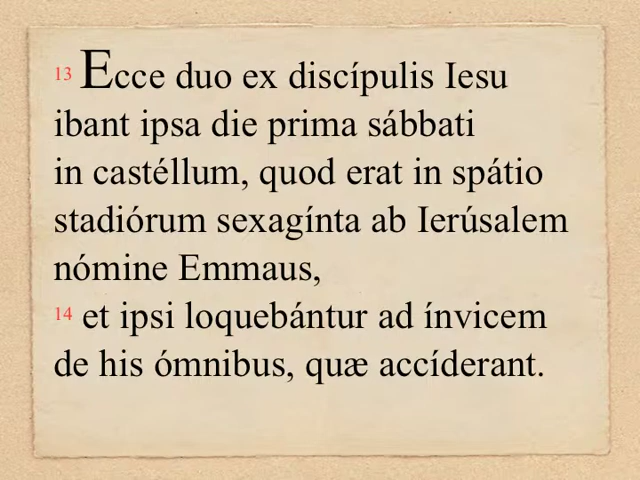 13 Ecce duo ex discípulis Iesu
ibant ipsa die prima sábbati
in castéllum, quod erat in spátio
stadiórum sexagínta ab Ierúsalem
nómine Emmaus,
14 et ipsi loquebántur ad ínvicem
de his ómnibus, quæ accíderant.